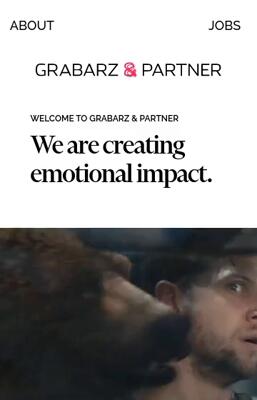 ABOUT
JOBS
GRABARZ & PARTNER
WELCOME TO GRABARZ & PARTNER
We are creating
emotional impact.